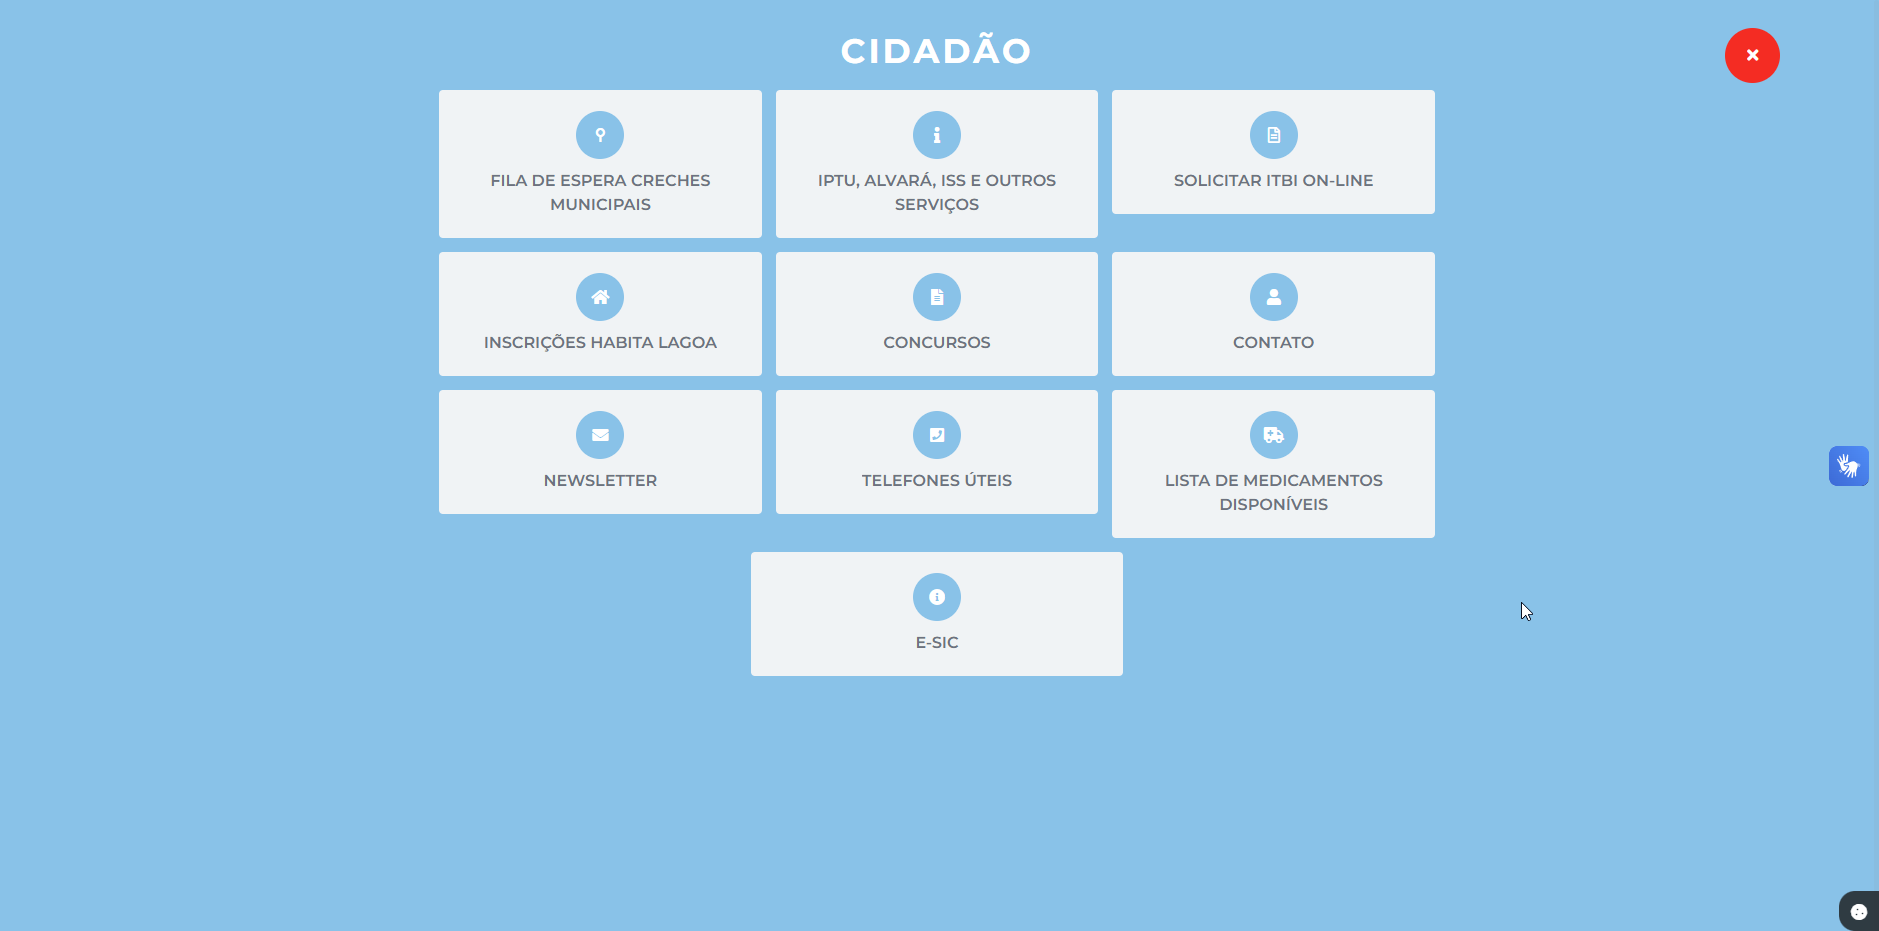 CIDADÃO
FILA DE ESPERA CRECHES
MUNICIPAIS
IPTU, ALVARÁ, ISS E OUTROS
SERVIÇOS
SOLICITAR ITBI ON-LINE
INSCRIÇÕES HABITA LAGOA
CONCURSOS
CONTATO
NEWSLETTER
TELEFONES ÚTEIS
LISTA DE MEDICAMENTOS
DISPONÍVEIS
E-SIC